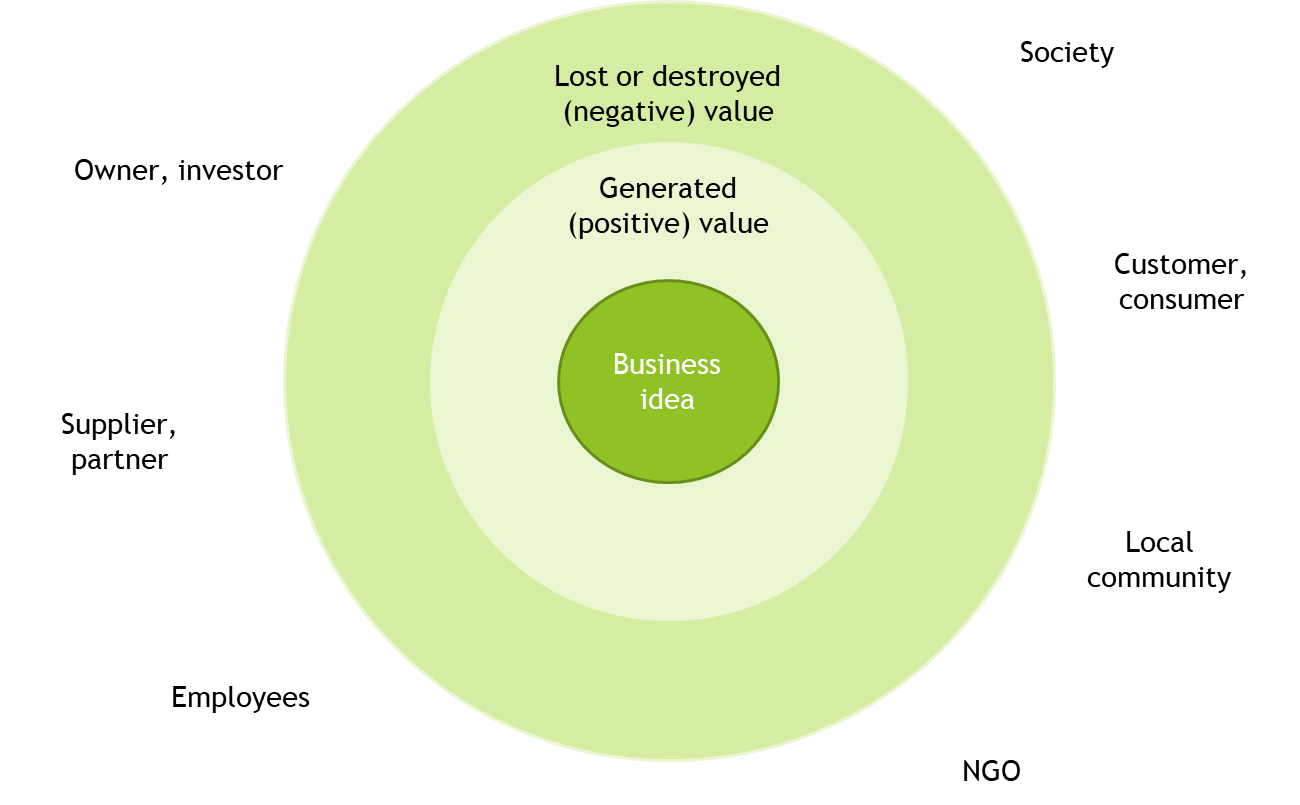 Society
Lost or destroyed
(negative) value
Owner, investor
Generated
(positive) value
Customer,
consumer
Business
idea
Supplier,
partner
Local
community
Employees
NGO